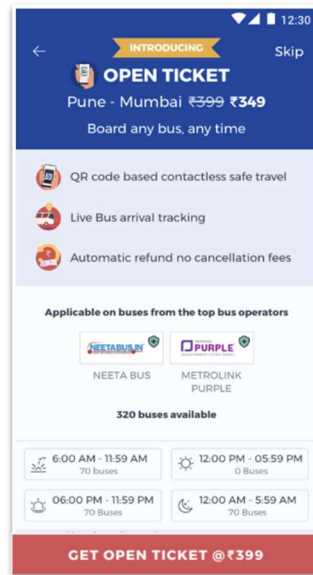 12:30
INTRODUCING
Skip
OPEN TICKET
Pune - Mumbai ₹399 ₹349
Board any bus, any time
QR code based contactless safe travel
Live Bus arrival tracking
Automatic refund no cancellation fees
Applicable on buses from the top bus operators
NEETABUS.IN
PURPLE
NEETA BUS
METROLINK
PURPLE
320 buses available
6:00 AM - 11:59 AM
70 buses
12:00 PM - 05:59 PM
0 Buses
06:00 PM - 11:59 PM
70 Buses
12:00 AM - 5:59 AM
70 Buses
GET OPEN TICKET @₹399